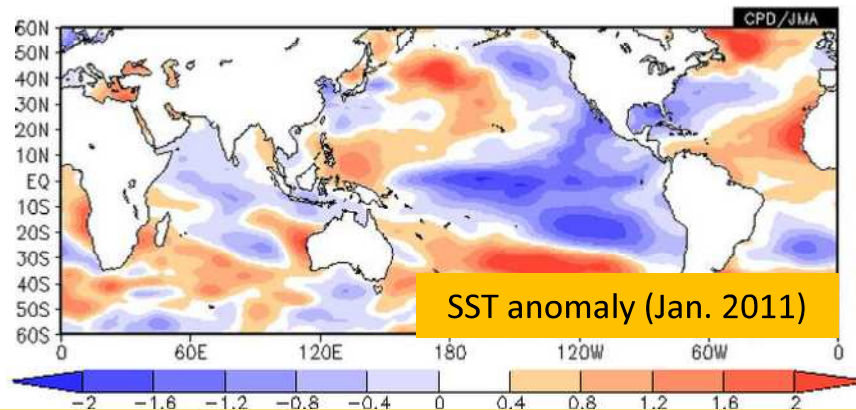 CPD/JMA
60N
50N
40N
30N
20N
10N
EQ
10S
20S
30S
40S
50S
60S
SST anomaly (Jan. 2011)
0 60E 120E 180 120W 60W 0
-2 -1.6 -1.2 -0.8 -0.4 0 0.4 0.8 1.2 1.6 2